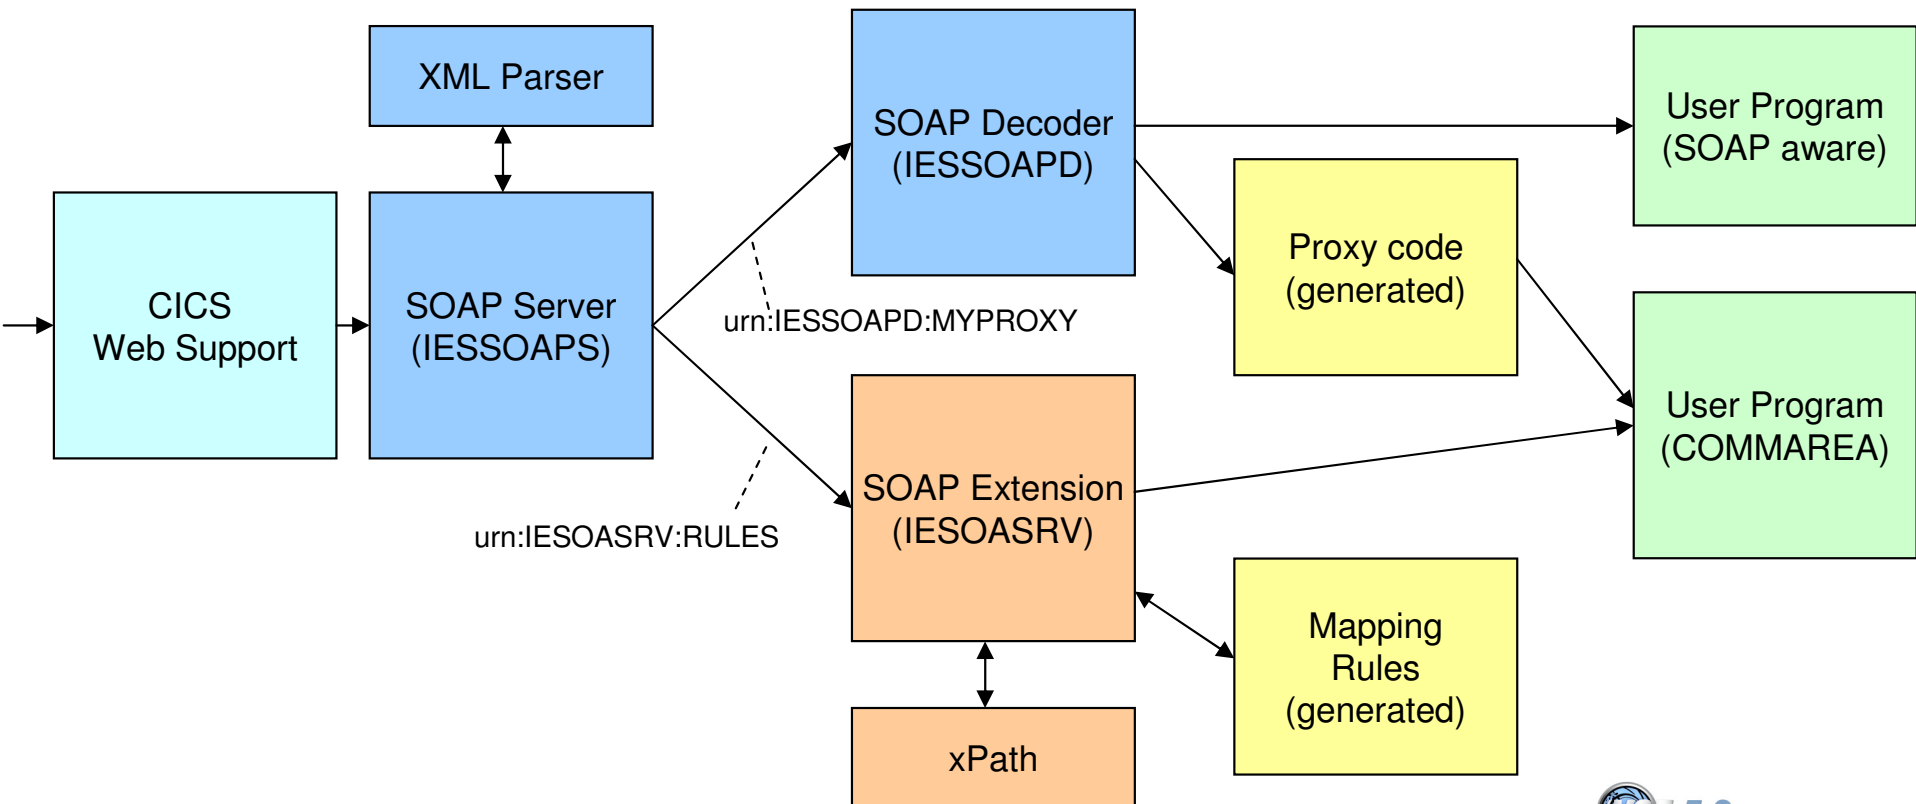 XML Parser
SOAP Decoder
(IESSOAPD)
User Program
(SOAP aware)
CICS
Web Support
SOAP Server
(IESSOAPS)
urn:IESSOAPD:MYPROXY
Proxy code
(generated)
User Program
(COMMAREA)
SOAP Extension
(IESOASRV)
urn:IESOASRV:RULES
Mapping
Rules
(generated)
xPath